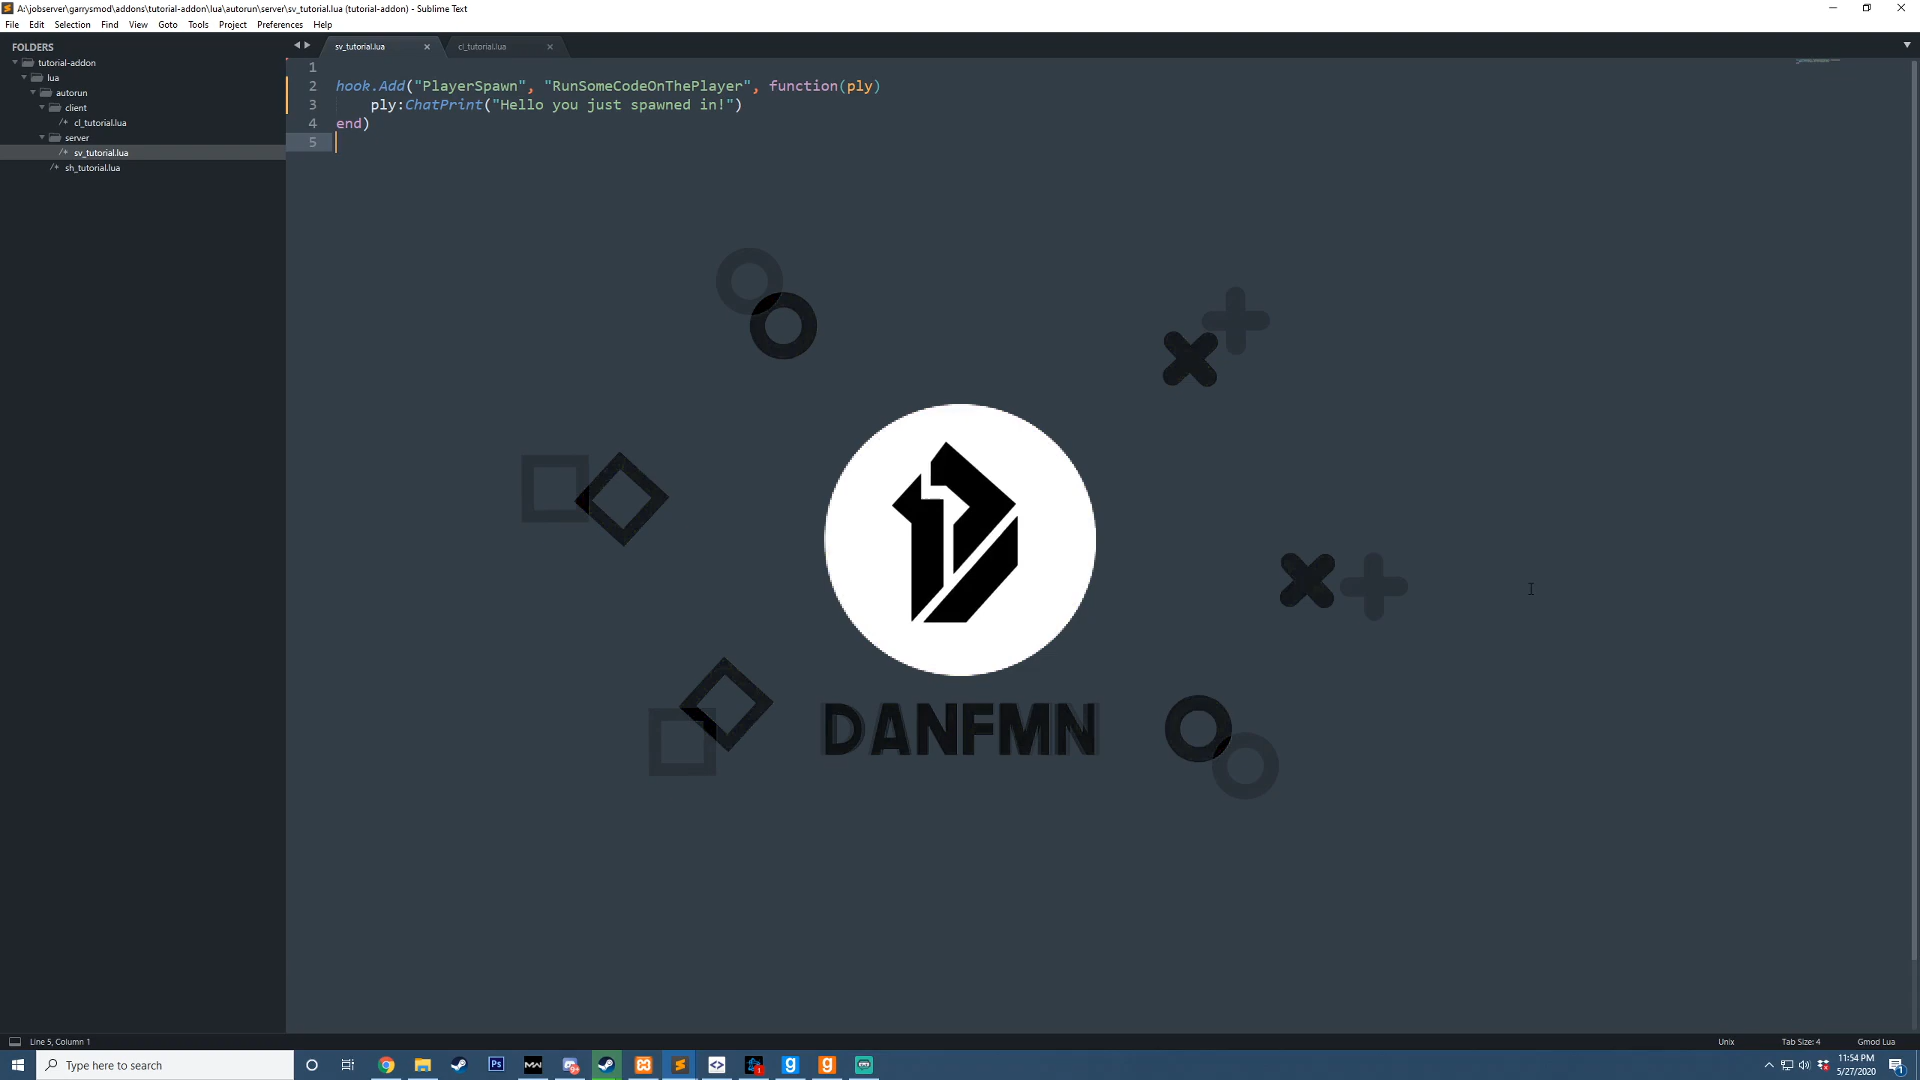 A:\jobserver\garrysmod\addons\tutorial-addon\lua\autorun\server\sv_tutorial.lua (tutorial-addon) - Sublime Text
File Edit Selection Find View Goto Tools Project Preferences Help
FOLDERS
tutorial-addon
lua
autorun
client
/* cl_tutorial.lua
server
/* sv_tutorial.lua
/* sh_tutorial.lua
sv_tutorial.lua
cl_tutorial.lua
1
2 hook.Add("PlayerSpawn", "RunSomeCodeOnThePlayer", function(ply)
3 ply:ChatPrint("Hello you just spawned in!")
4 end)
5
DANFMN
Line 5, Column 1
Unix
Tab Size: 4
Gmod Lua
Type here to search
Ps
11:54 PM
5/27/2020